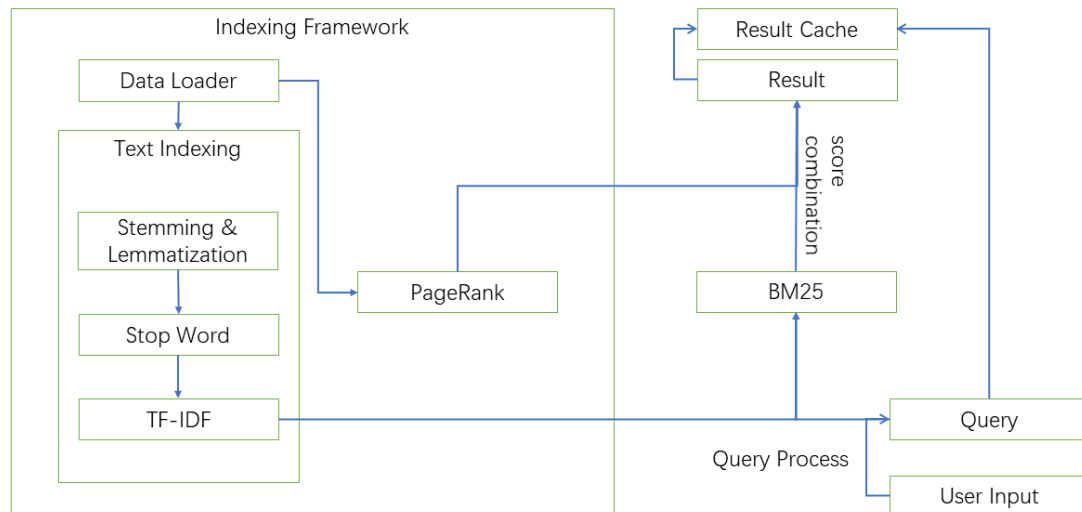 Indexing Framework
Data Loader
Text Indexing
Stemming &
Lemmatization
Stop Word
TF-IDF
PageRank
Result Cache
Result
score
combination
BM25
Query Process
Query
User Input